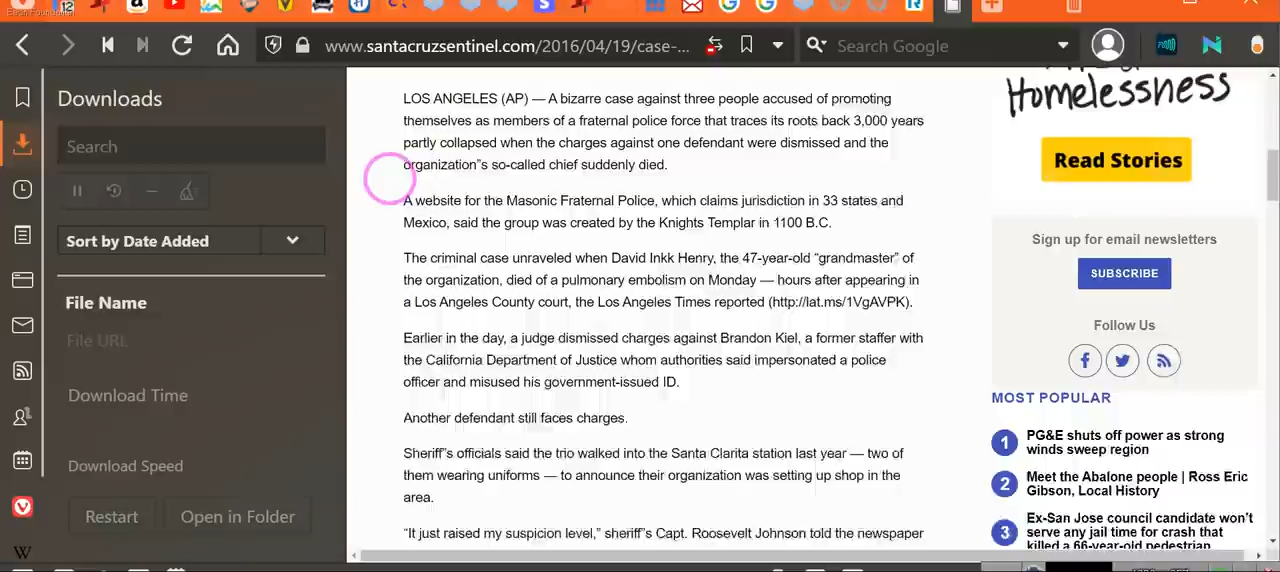 12
www.santacruzsentinel.com/2016/04/19/case-...
Search Google
Downloads
Search
Sort by Date Added
File Name
File URL
Download Time
Download Speed
Restart
Open in Folder
LOS ANGELES (AP) — A bizarre case against three people accused of promoting
themselves as members of a fraternal police force that traces its roots back 3,000 years
partly collapsed when the charges against one defendant were dismissed and the
organization"s so-called chief suddenly died.
A website for the Masonic Fraternal Police, which claims jurisdiction in 33 states and
Mexico, said the group was created by the Knights Templar in 1100 B.C.
The criminal case unraveled when David Inkk Henry, the 47-year-old “grandmaster” of
the organization, died of a pulmonary embolism on Monday — hours after appearing in
a Los Angeles County court, the Los Angeles Times reported (http://lat.ms/1VgAVPK).
Earlier in the day, a judge dismissed charges against Brandon Kiel, a former staffer with
the California Department of Justice whom authorities said impersonated a police
officer and misused his government-issued ID.
Another defendant still faces charges.
Sheriff"s officials said the trio walked into the Santa Clarita station last year — two of
them wearing uniforms — to announce their organization was setting up shop in the
area.
“It just raised my suspicion level,” sheriff"s Capt. Roosevelt Johnson told the newspaper
Homelessness
Read Stories
Sign up for email newsletters
SUBSCRIBE
Follow Us
MOST POPULAR
1 PG&E shuts off power as strong
winds sweep region
2 Meet the Abalone people | Ross Eric
Gibson, Local History
3 Ex-San Jose council candidate won’t
serve any jail time for crash that
killed a 66-year-old pedestrian